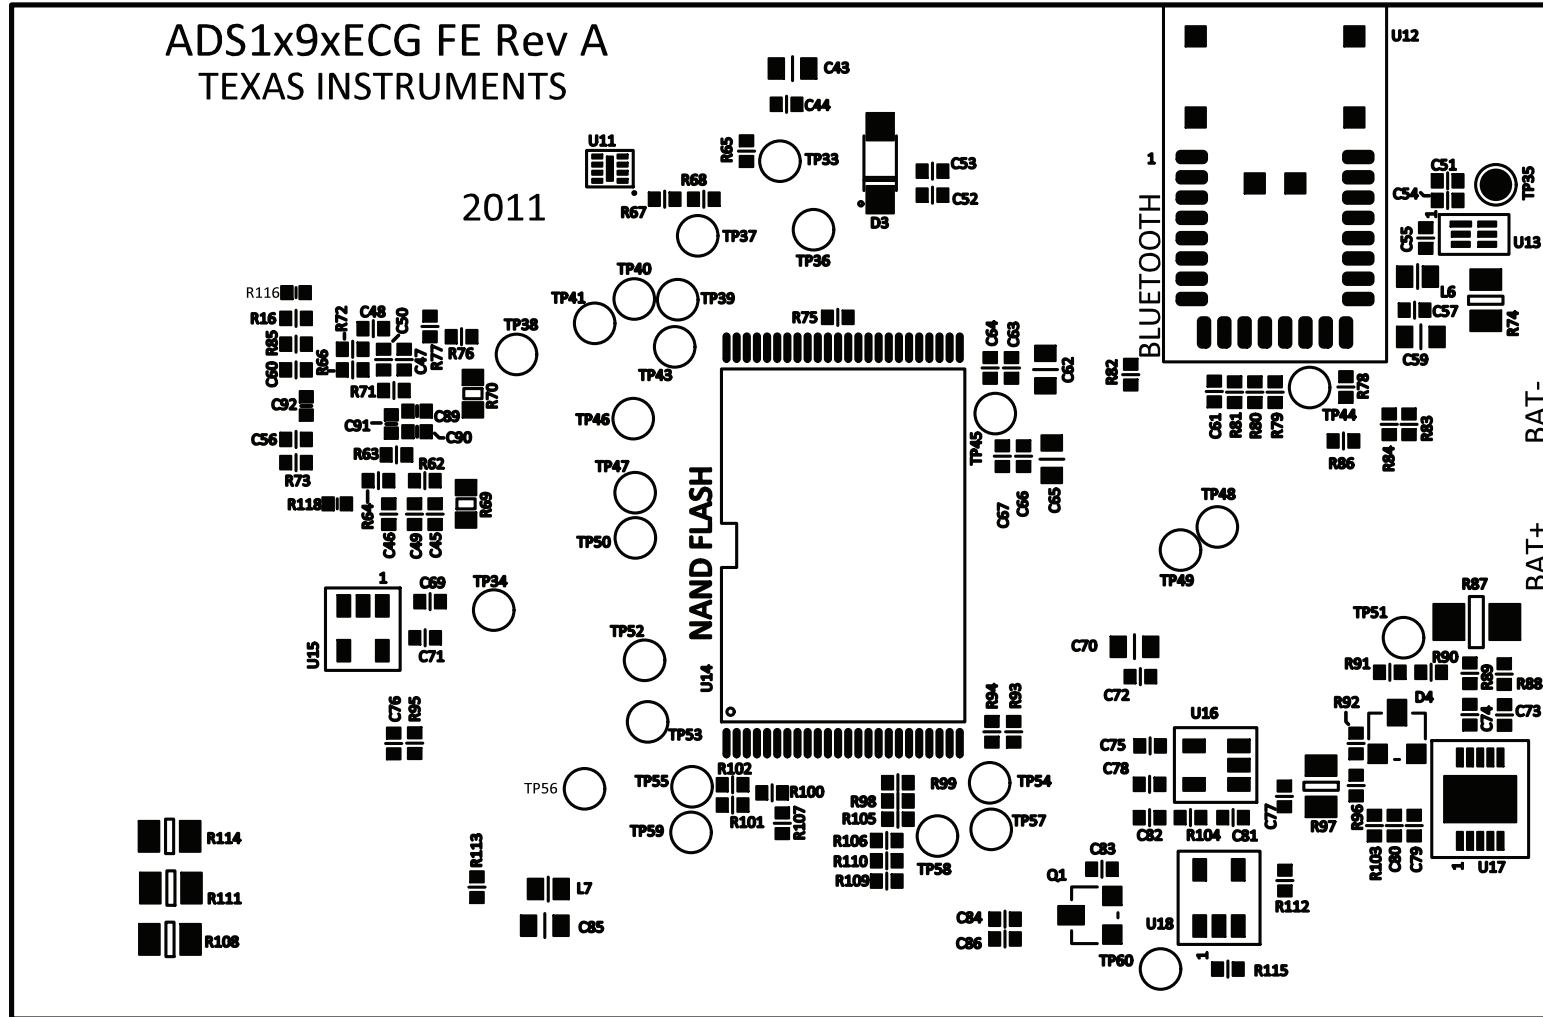 ADS1x9xECG FE Rev A
TEXAS INSTRUMENTS
2011
C43
C44
U11
R65
TP33
C53
C52
D3
R67
R68
TP37
TP36
U12
1
BLUETOOTH
C51
C54
TP35
1
C55
U13
L6
C57
R74
C59
TP40
TP41
TP39
TP43
TP38
R116
R16
R85
C60
R72
C48
C50
R66
C47
R77
R76
R71
R70
C92
C91
C89
C90
C56
R73
R63
R62
R118
R64
C46
C49
C45
R69
R75
C64
C63
C62
R82
TP46
TP45
C61
R81
R80
R79
TP44
R78
R86
R84
R83
BAT-
TP47
TP50
NAND FLASH
C67
C66
C65
TP48
TP49
BAT+
1
U15
C69
C71
TP34
TP52
U14
C70
C72
TP51
R87
R91
R90
R89
R88
R92
D4
C74
C73
C76
R95
TP53
R94
R93
U16
C75
C78
TP56
TP55
R102
R100
R101
R107
R99
R98
R105
TP54
TP57
C82
R104
C81
C77
R97
R96
R103
C80
C79
1
U17
TP59
R106
R110
R109
TP58
R114
R111
R108
R113
L7
C85
C83
Q1
C84
C86
U18
1
R112
TP60
R115